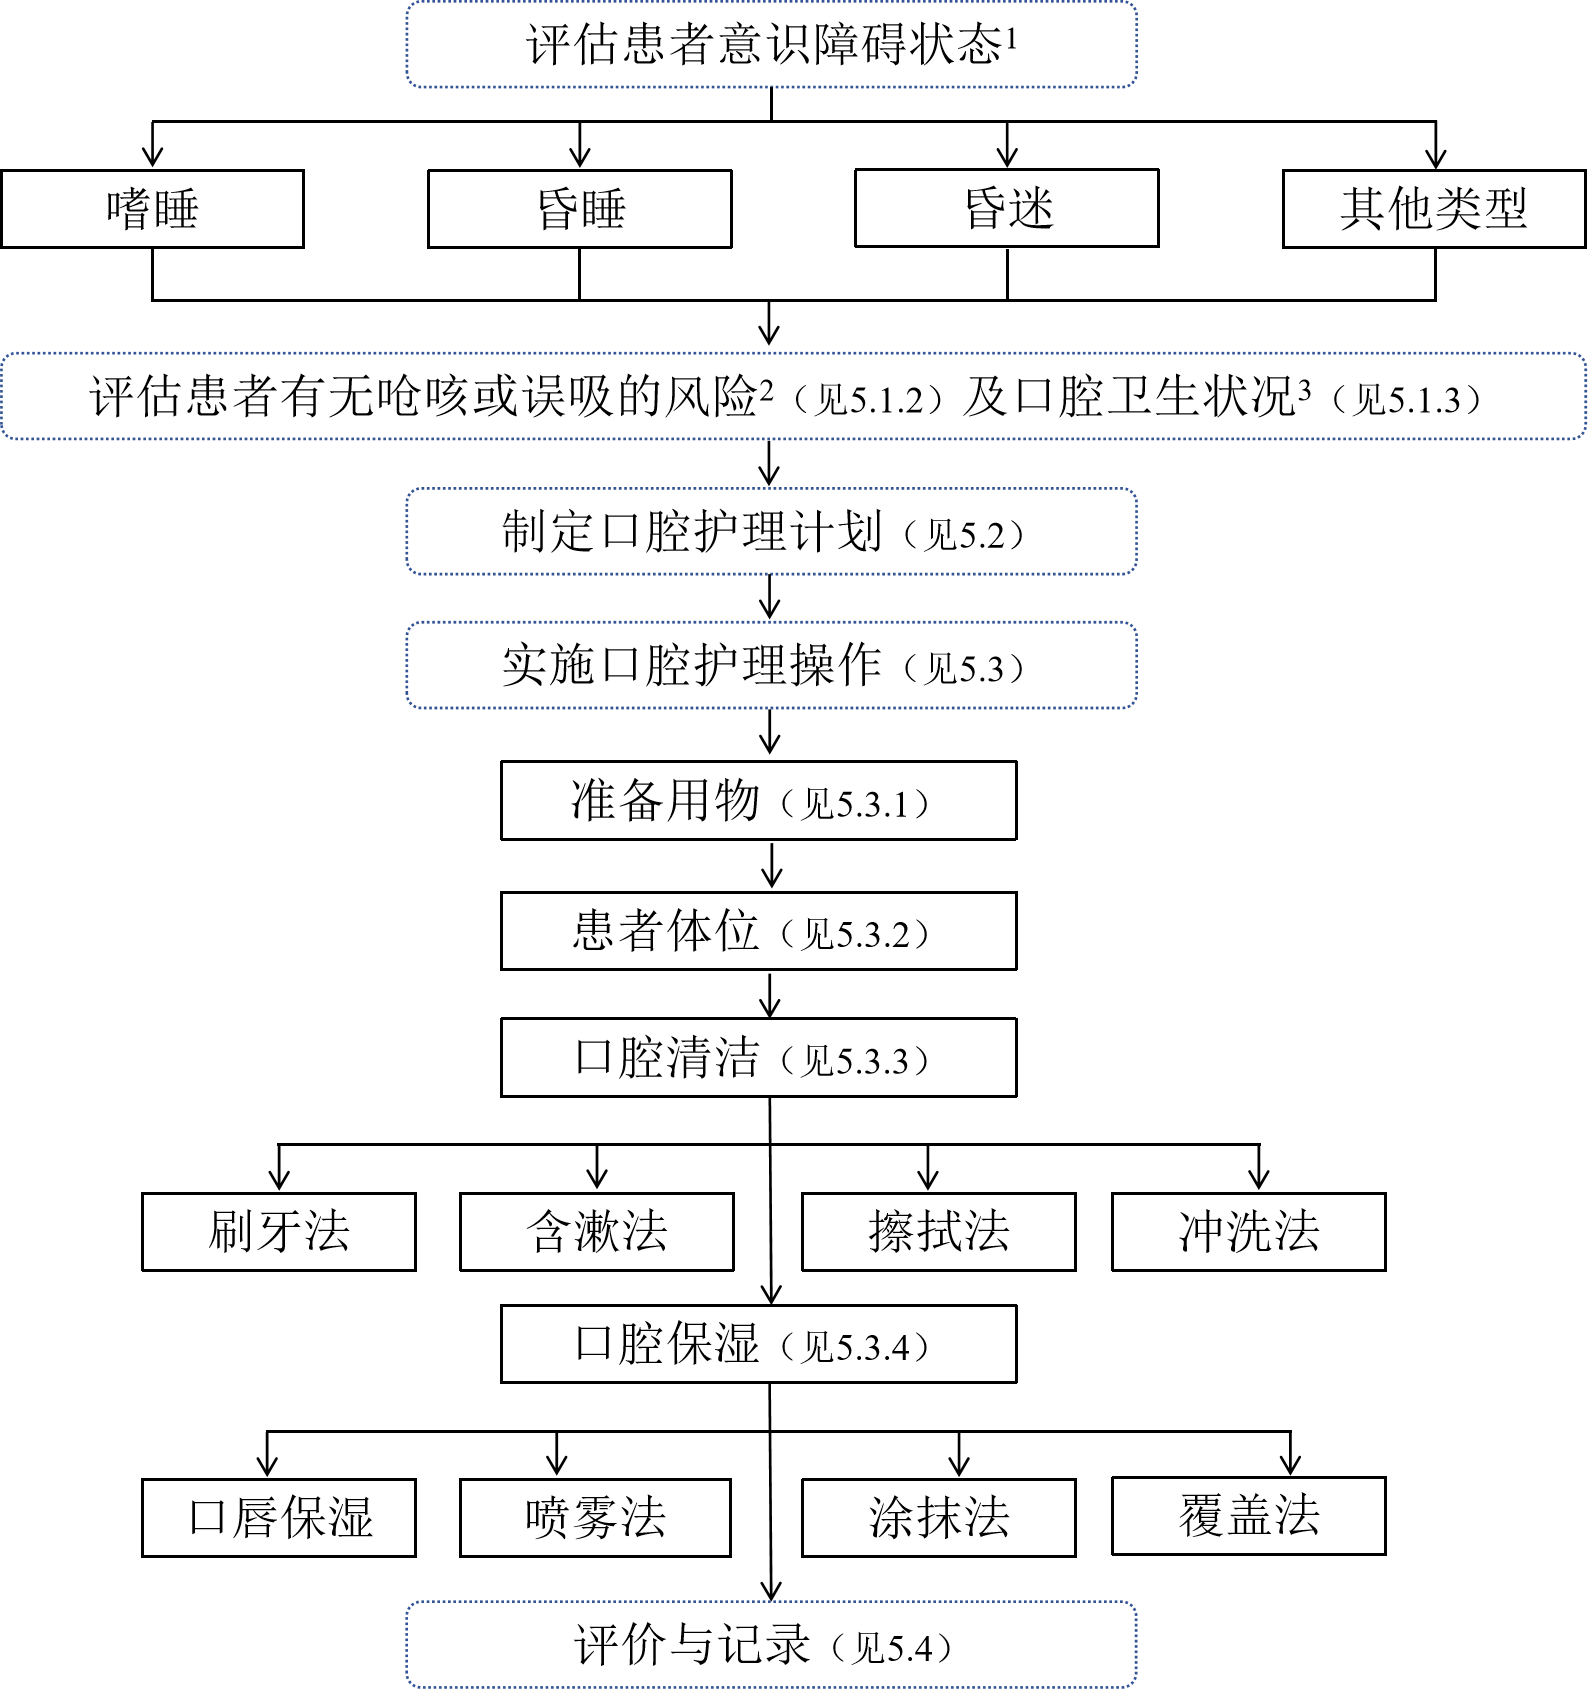 评估患者意识障碍状态1
嗜睡
昏睡
昏迷
其他类型
评估患者有无呛咳或误吸的风险2（见5.1.2）及口腔卫生状况3（见5.1.3）
制定口腔护理计划（见5.2）
实施口腔护理操作（见5.3）
准备用物（见5.3.1）
患者体位（见5.3.2）
口腔清洁（见5.3.3）
刷牙法
含漱法
擦拭法
冲洗法
口腔保湿（见5.3.4）
口唇保湿
喷雾法
涂抹法
覆盖法
评价与记录（见5.4）